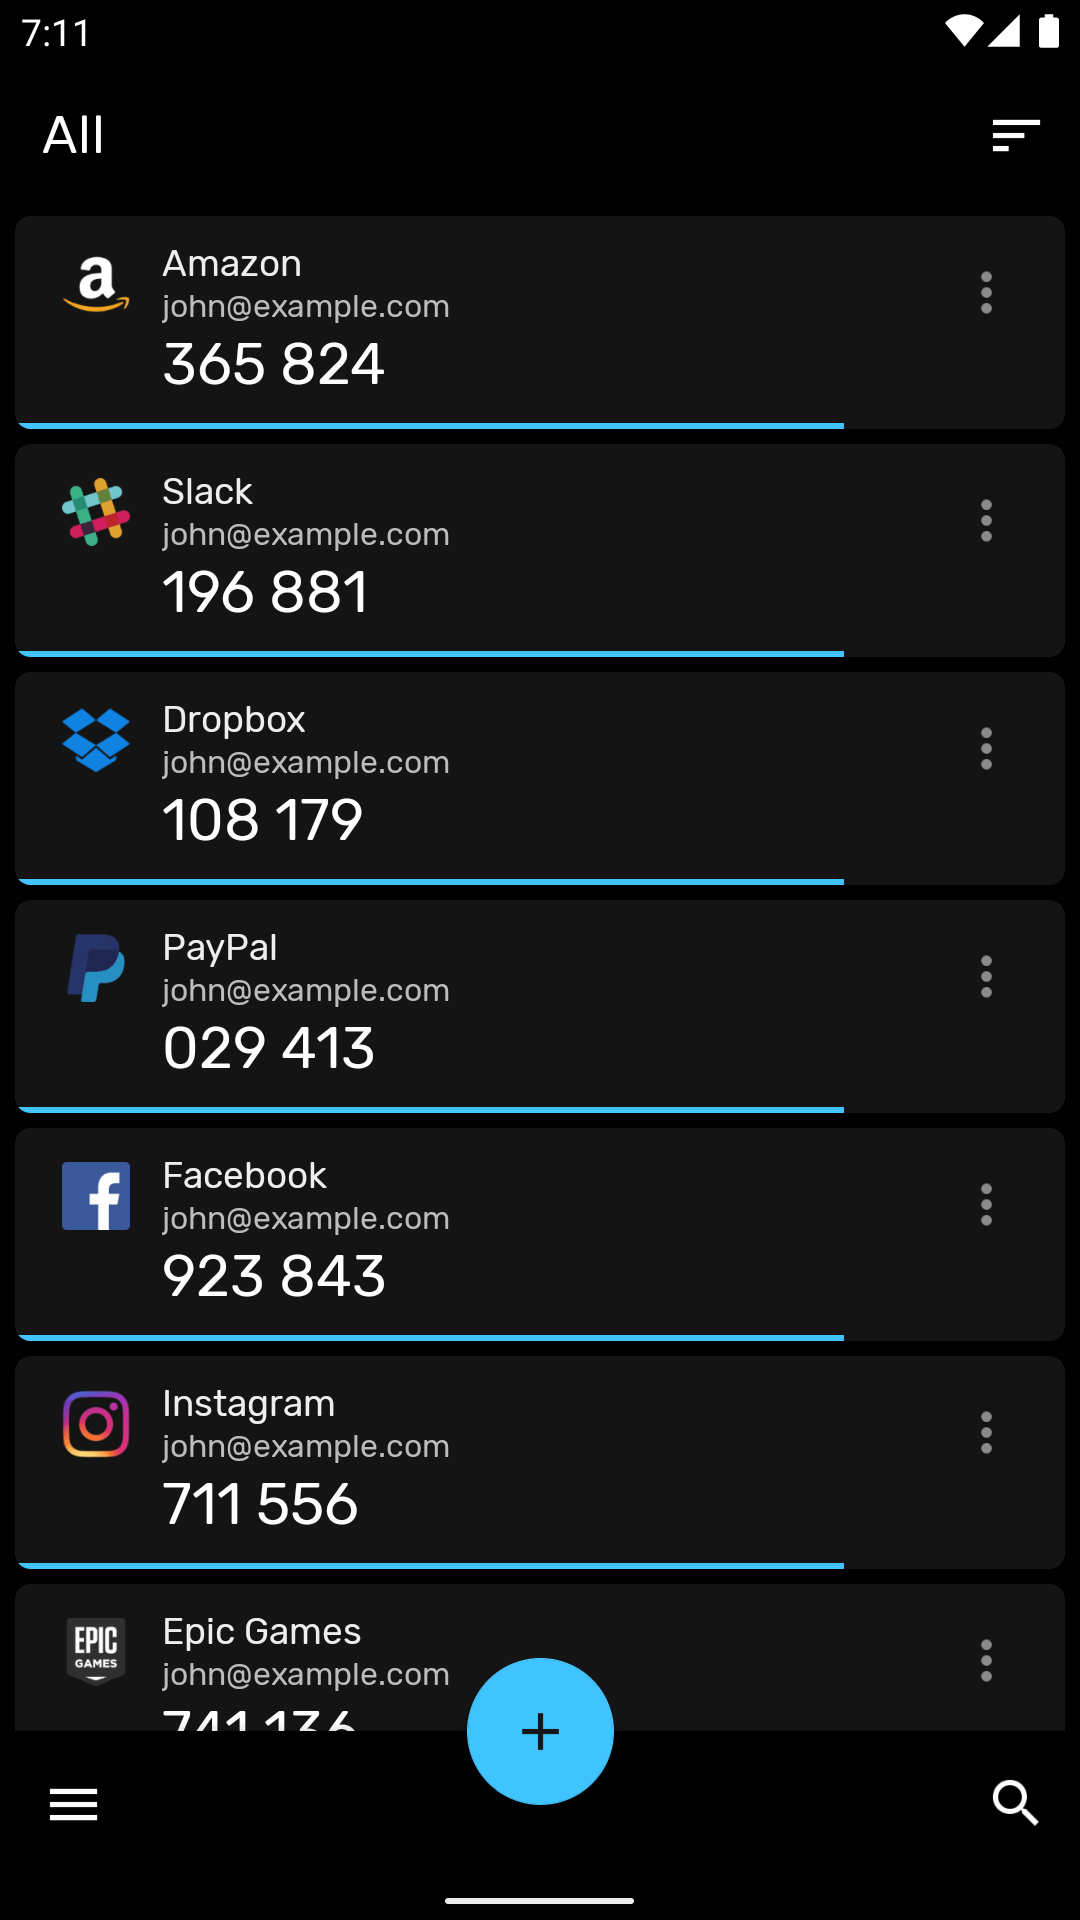 7:11
All
Amazon
john@example.com
365 824
Slack
john@example.com
196 881
Dropbox
john@example.com
108 179
PayPal
john@example.com
029 413
Facebook
john@example.com
923 843
Instagram
john@example.com
711 556
EPIC
GAMES
Epic Games
john@example.com
741 136